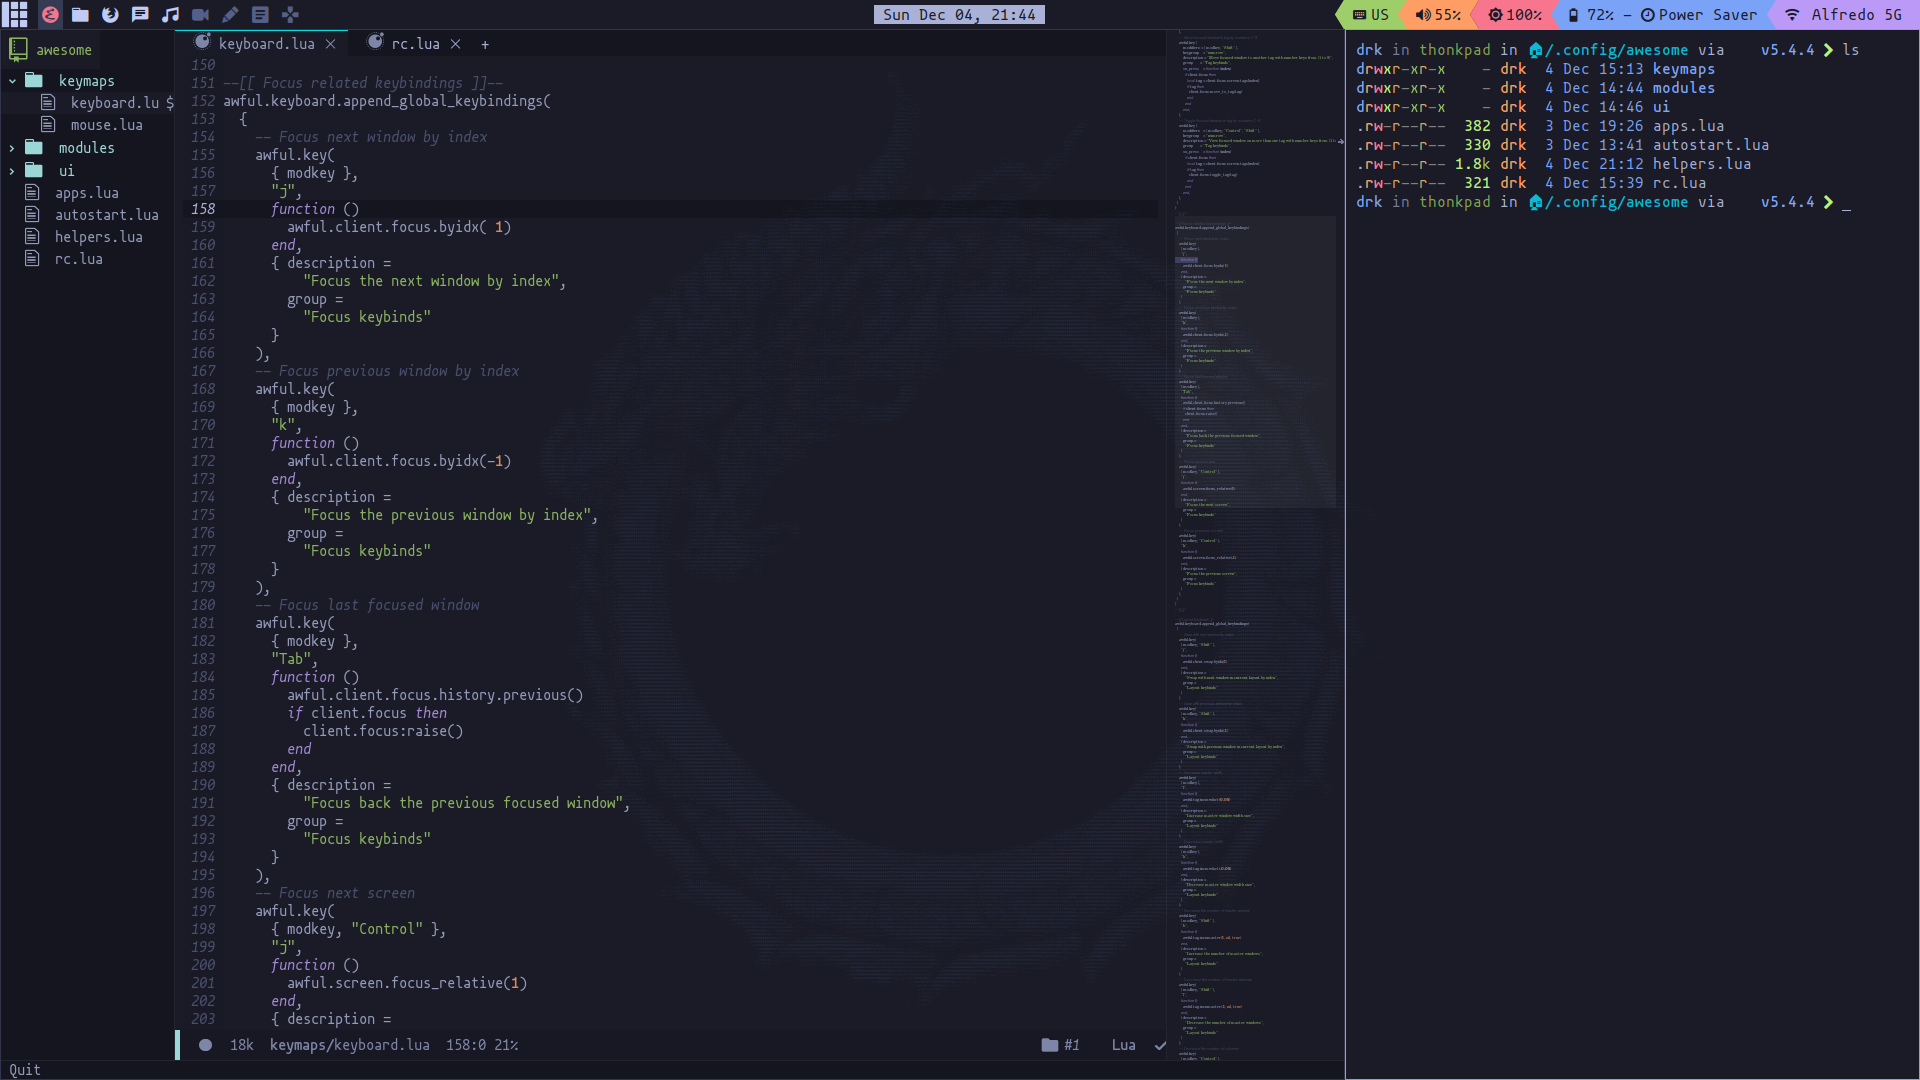 Sun Dec 04, 21:44
US
55%
100%
72% – Power Saver
Alfredo 5G
awesome
keymaps
keyboard.lu $
mouse.lua
modules
ui
apps.lua
autostart.lua
helpers.lua
rc.lua
keyboard.lua × rc.lua × +
150
151 --[[ Focus related keybindings ]]--
152 awful.keyboard.append_global_keybindings(
153 {
154 -- Focus next window by index
155 awful.key(
156 { modkey },
157 "j",
158 function ()
159 awful.client.focus.byidx( 1)
160 end,
161 { description =
162 "Focus the next window by index",
163 group =
164 "Focus keybinds"
165 }
166 ),
167 -- Focus previous window by index
168 awful.key(
169 { modkey },
170 "k",
171 function ()
172 awful.client.focus.byidx(-1)
173 end,
174 { description =
175 "Focus the previous window by index",
176 group =
177 "Focus keybinds"
178 }
179 ),
180 -- Focus last focused window
181 awful.key(
182 { modkey },
183 "Tab",
184 function ()
185 awful.client.focus.history.previous()
186 if client.focus then
187 client.focus:raise()
188 end
189 end,
190 { description =
191 "Focus back the previous focused window",
192 group =
193 "Focus keybinds"
194 }
195 ),
196 -- Focus next screen
197 awful.key(
198 { modkey, "Control" },
199 "j",
200 function ()
201 awful.screen.focus_relative(1)
202 end,
203 { description =
18k keymaps/keyboard.lua 158:0 21% #1 Lua
Quit
drk in thonkpad in /.config/awesome via v5.4.4 ❯ ls
drwxr-xr-x - drk 4 Dec 15:13 keymaps
drwxr-xr-x - drk 4 Dec 14:44 modules
drwxr-xr-x - drk 4 Dec 14:46 ui
.rw-r--r-- 382 drk 3 Dec 19:26 apps.lua
.rw-r--r-- 330 drk 3 Dec 13:41 autostart.lua
.rw-r--r-- 1.8k drk 4 Dec 21:12 helpers.lua
.rw-r--r-- 321 drk 4 Dec 15:39 rc.lua
drk in thonkpad in /.config/awesome via v5.4.4 ❯ _